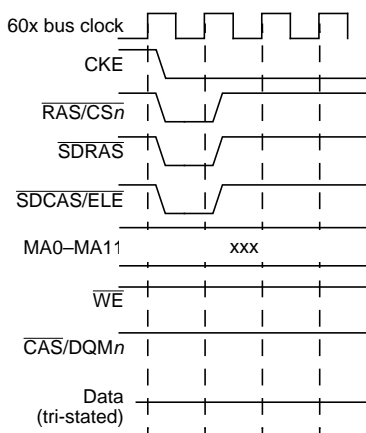 60x bus clock
CKE
RAS/CSn
SDRAS
SDCAS/ELE
MA0–MA11
xxx
WE
CAS/DQMn
Data
(tri-stated)